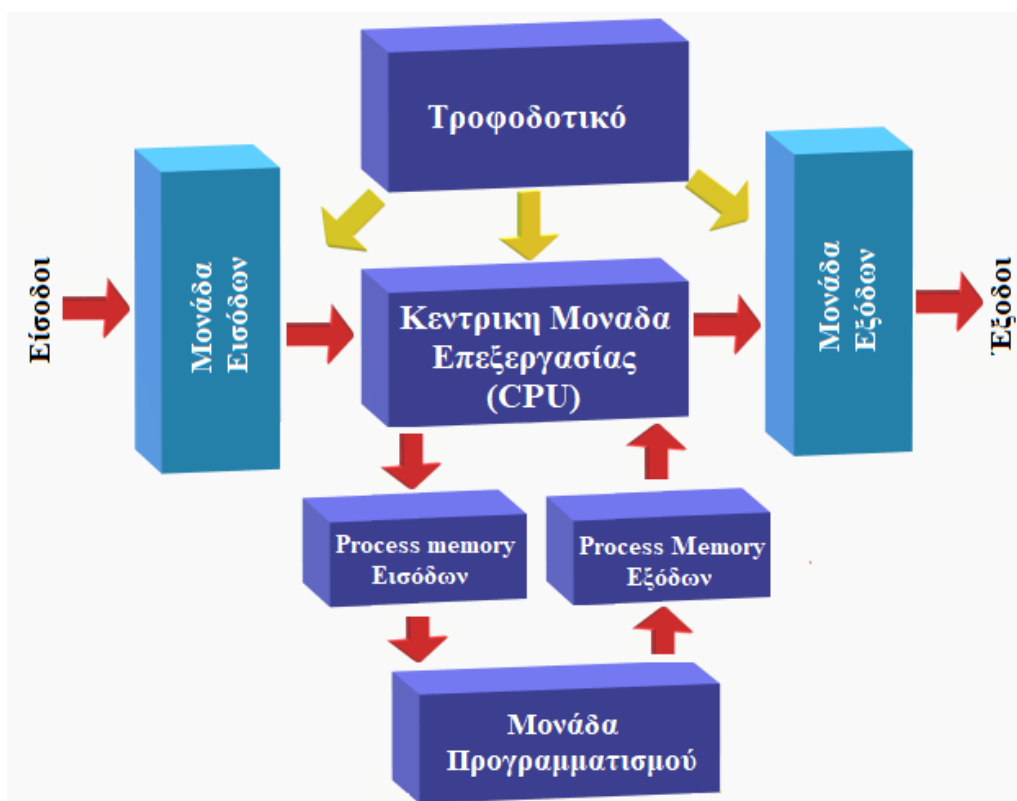 Τροφοδοτικό
Είσοδοι
Μονάδα
Εισόδων
Κεντρικη Μοναδα
Επεξεργασίας
(CPU)
Μονάδα
Εξόδων
Έξοδοι
Process memory
Εισόδων
Process Memory
Εξόδων
Μονάδα
Προγραμματισμού